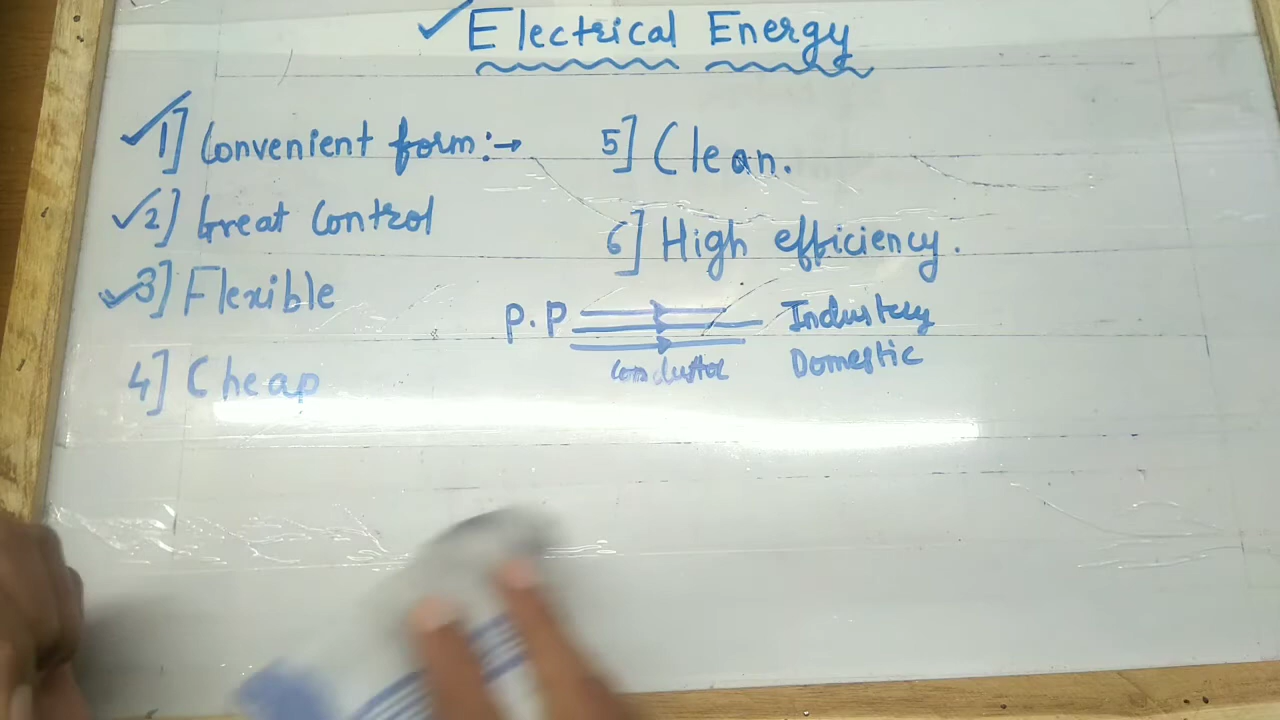 ✓ Electrical Energy
✓ 1] Convenient form:→
✓ 2] Great Control
✓ 3] Flexible
4] Cheap
5] Clean.
6] High efficiency.
P.P Industry
conductor Domestic